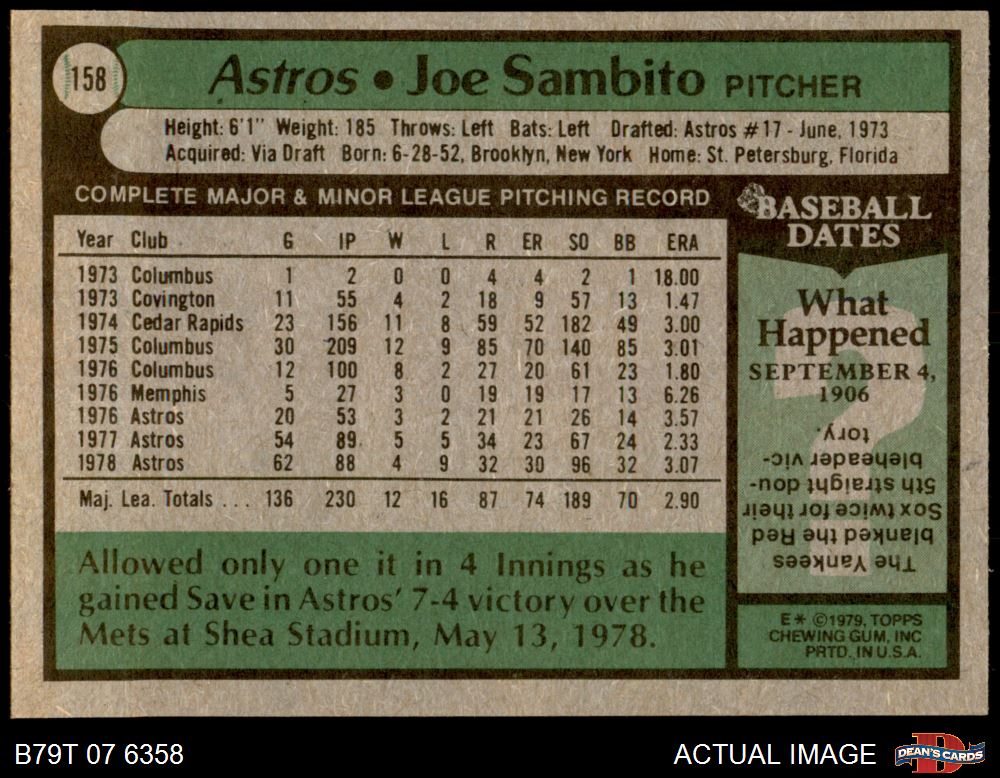 158
Astros • Joe Sambito PITCHER
Height: 6'1" Weight: 185 Throws: Left Bats: Left Drafted: Astros #17 - June, 1973
Acquired: Via Draft Born: 6-28-52, Brooklyn, New York Home: St. Petersburg, Florida
COMPLETE MAJOR & MINOR LEAGUE PITCHING RECORD
Year Club G IP W L R ER SO BB ERA
1973 Columbus 1 2 0 0 4 4 2 1 18.00
1973 Covington 11 55 4 2 18 9 57 13 1.47
1974 Cedar Rapids 23 156 11 8 59 52 182 49 3.00
1975 Columbus 30 209 12 9 85 70 140 85 3.01
1976 Columbus 12 100 8 2 27 20 61 23 1.80
1976 Memphis 5 27 3 0 19 19 17 13 6.26
1976 Astros 20 53 3 2 21 21 26 14 3.57
1977 Astros 54 89 5 5 34 23 67 24 2.33
1978 Astros 62 88 4 9 32 30 96 32 3.07
Maj. Lea. Totals . . . 136 230 12 16 87 74 189 70 2.90
Allowed only one it in 4 Innings as he
gained Save in Astros' 7-4 victory over the
Mets at Shea Stadium, May 13, 1978.
BASEBALL
DATES
What
Happened
SEPTEMBER 4,
1906
The Yankees
blanked the Red
Sox twice for their
5th straight dou-
bleheader vic-
tory.
E* ©1979, TOPPS
CHEWING GUM, INC
PRTD. IN U.S.A.
B79T 07 6358
ACTUAL IMAGE
DEAN'S CARDS